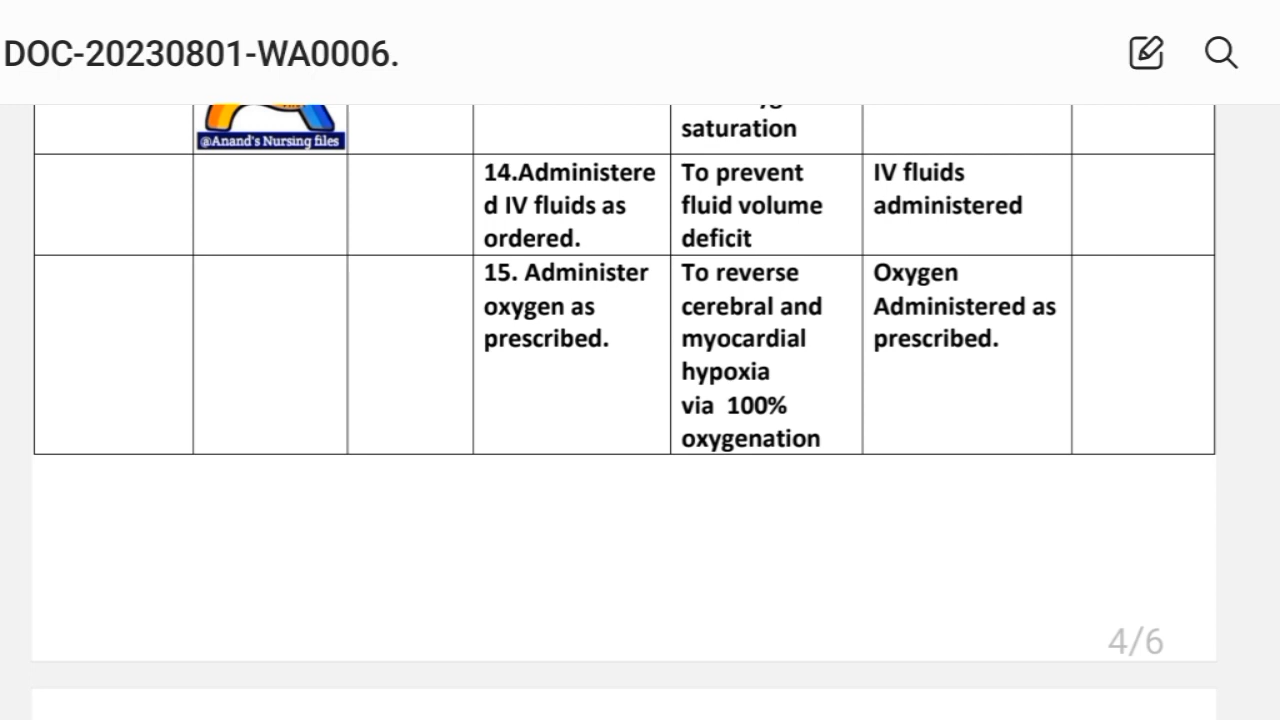 DOC-20230801-WA0006.
@Anand's Nursing files
saturation
14.Administere
d IV fluids as
ordered.
To prevent
fluid volume
deficit
IV fluids
administered
15. Administer
oxygen as
prescribed.
To reverse
cerebral and
myocardial
hypoxia
via 100%
oxygenation
Oxygen
Administered as
prescribed.
4/6